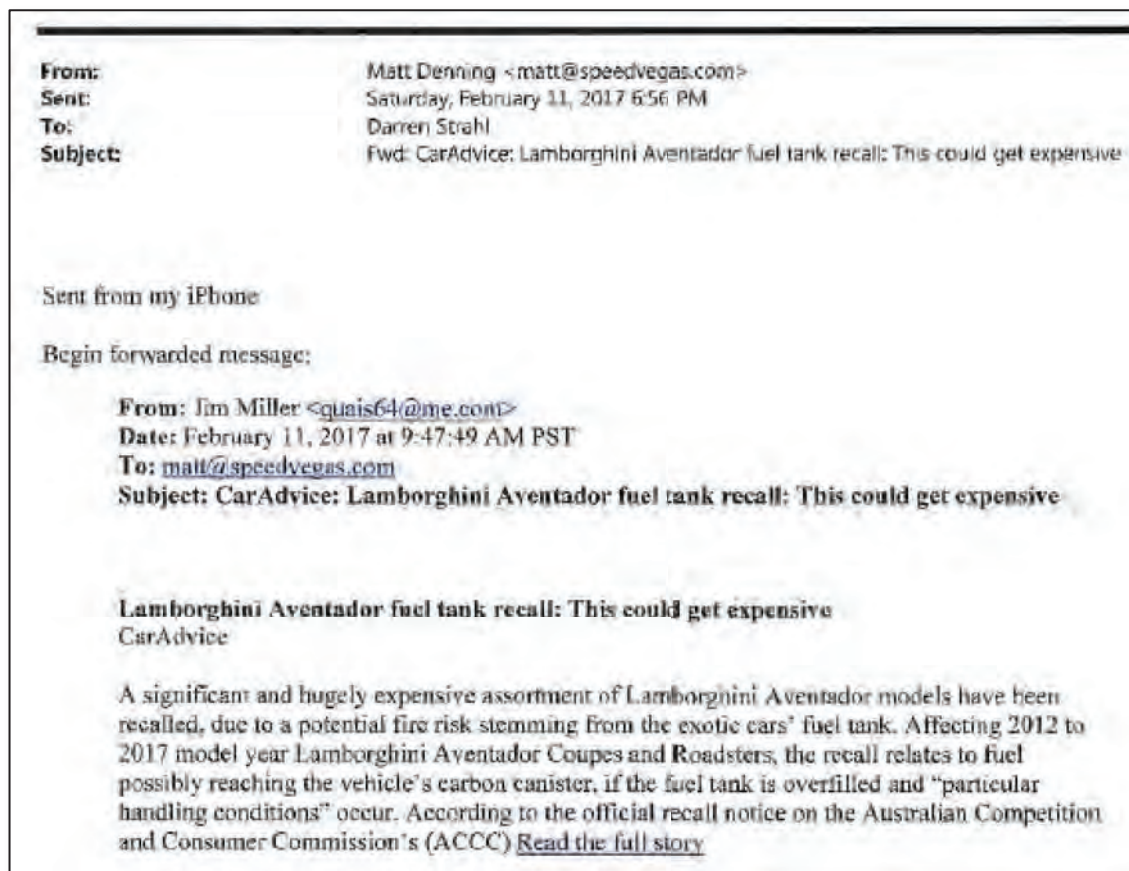 From: Matt Denning <matt@speedvegas.com>
Sent: Saturday, February 11, 2017 6:56 PM
To: Darren Strahl
Subject: Fwd: CarAdvice: Lamborghini Aventador fuel tank recall: This could get expensive
Sent from my iPhone
Begin forwarded message:
From: Jim Miller <quais64@me.com>
Date: February 11, 2017 at 9:47:49 AM PST
To: matt@speedvegas.com
Subject: CarAdvice: Lamborghini Aventador fuel tank recall: This could get expensive
Lamborghini Aventador fuel tank recall: This could get expensive
CarAdvice
A significant and hugely expensive assortment of Lamborghini Aventador models have been
recalled, due to a potential fire risk stemming from the exotic cars' fuel tank. Affecting 2012 to
2017 model year Lamborghini Aventador Coupes and Roadsters, the recall relates to fuel
possibly reaching the vehicle's carbon canister, if the fuel tank is overfilled and “particular
handling conditions” occur. According to the official recall notice on the Australian Competition
and Consumer Commission's (ACCC) Read the full story